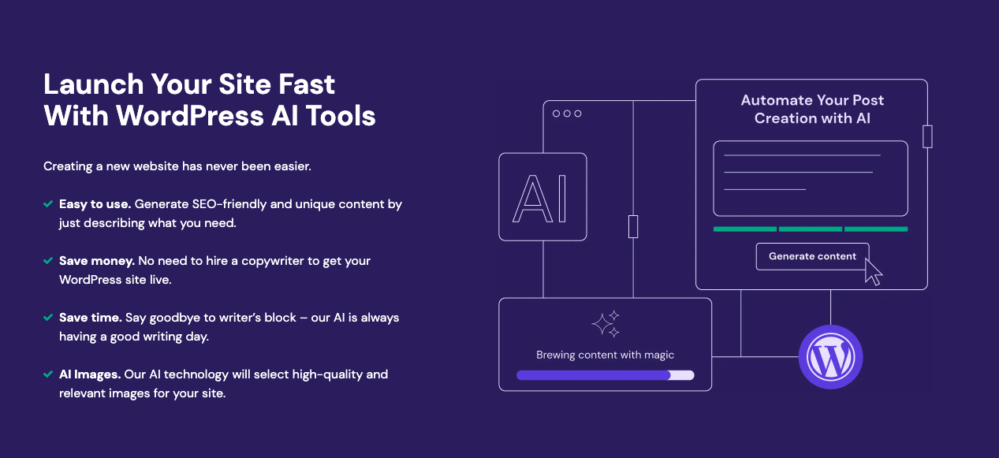 Launch Your Site Fast
With WordPress AI Tools
Creating a new website has never been easier.
Easy to use. Generate SEO-friendly and unique content by
just describing what you need.
Save money. No need to hire a copywriter to get your
WordPress site live.
Save time. Say goodbye to writer’s block – our AI is always
having a good writing day.
AI Images. Our AI technology will select high-quality and
relevant images for your site.
Automate Your Post
Creation with AI
AI
Generate content
Brewing content with magic
W